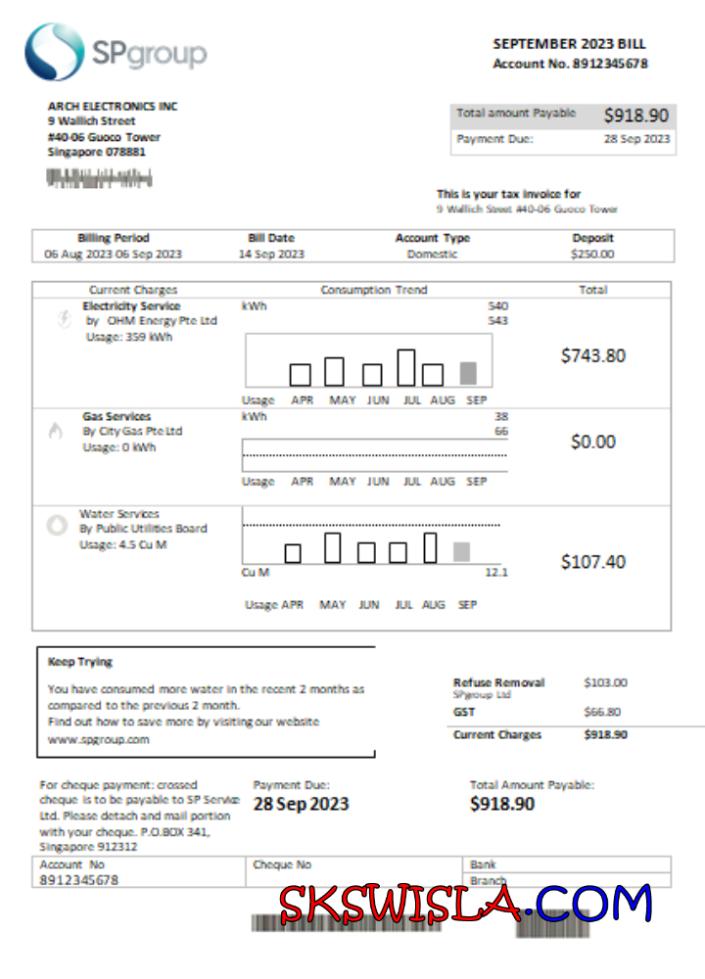 SPgroup
SEPTEMBER 2023 BILL
Account No. 8912345678
ARCH ELECTRONICS INC
9 Wallich Street
#40-06 Guoco Tower
Singapore 078881
Total amount Payable $918.90
Payment Due: 28 Sep 2023
This is your tax invoice for
9 Wallich Street #40-06 Guoco Tower
Billing Period Bill Date Account Type Deposit
06 Aug 2023 06 Sep 2023 14 Sep 2023 Domestic $250.00
Current Charges Consumption Trend Total
Electricity Service kWh 540
by OHM Energy Pte Ltd 543
Usage: 359 kWh
$743.80
Usage APR MAY JUN JUL AUG SEP
Gas Services kWh 38
By City Gas Pte Ltd 66
Usage: 0 kWh
$0.00
Usage APR MAY JUN JUL AUG SEP
Water Services
By Public Utilities Board
Usage: 4.5 Cu M
$107.40
Cu M 12.1
Usage APR MAY JUN JUL AUG SEP
Keep Trying
You have consumed more water in the recent 2 months as
compared to the previous 2 month.
Find out how to save more by visiting our website
www.spgroup.com
Refuse Removal $103.00
SPgroup Ltd
GST $66.80
Current Charges $918.90
For cheque payment: crossed
cheque is to be payable to SP Service
Ltd. Please detach and mail portion
with your cheque. P.O.BOX 341,
Singapore 912312
Payment Due:
28 Sep 2023
Total Amount Payable:
$918.90
Account No Cheque No Bank
8912345678 Branch
SKSWISLA.COM